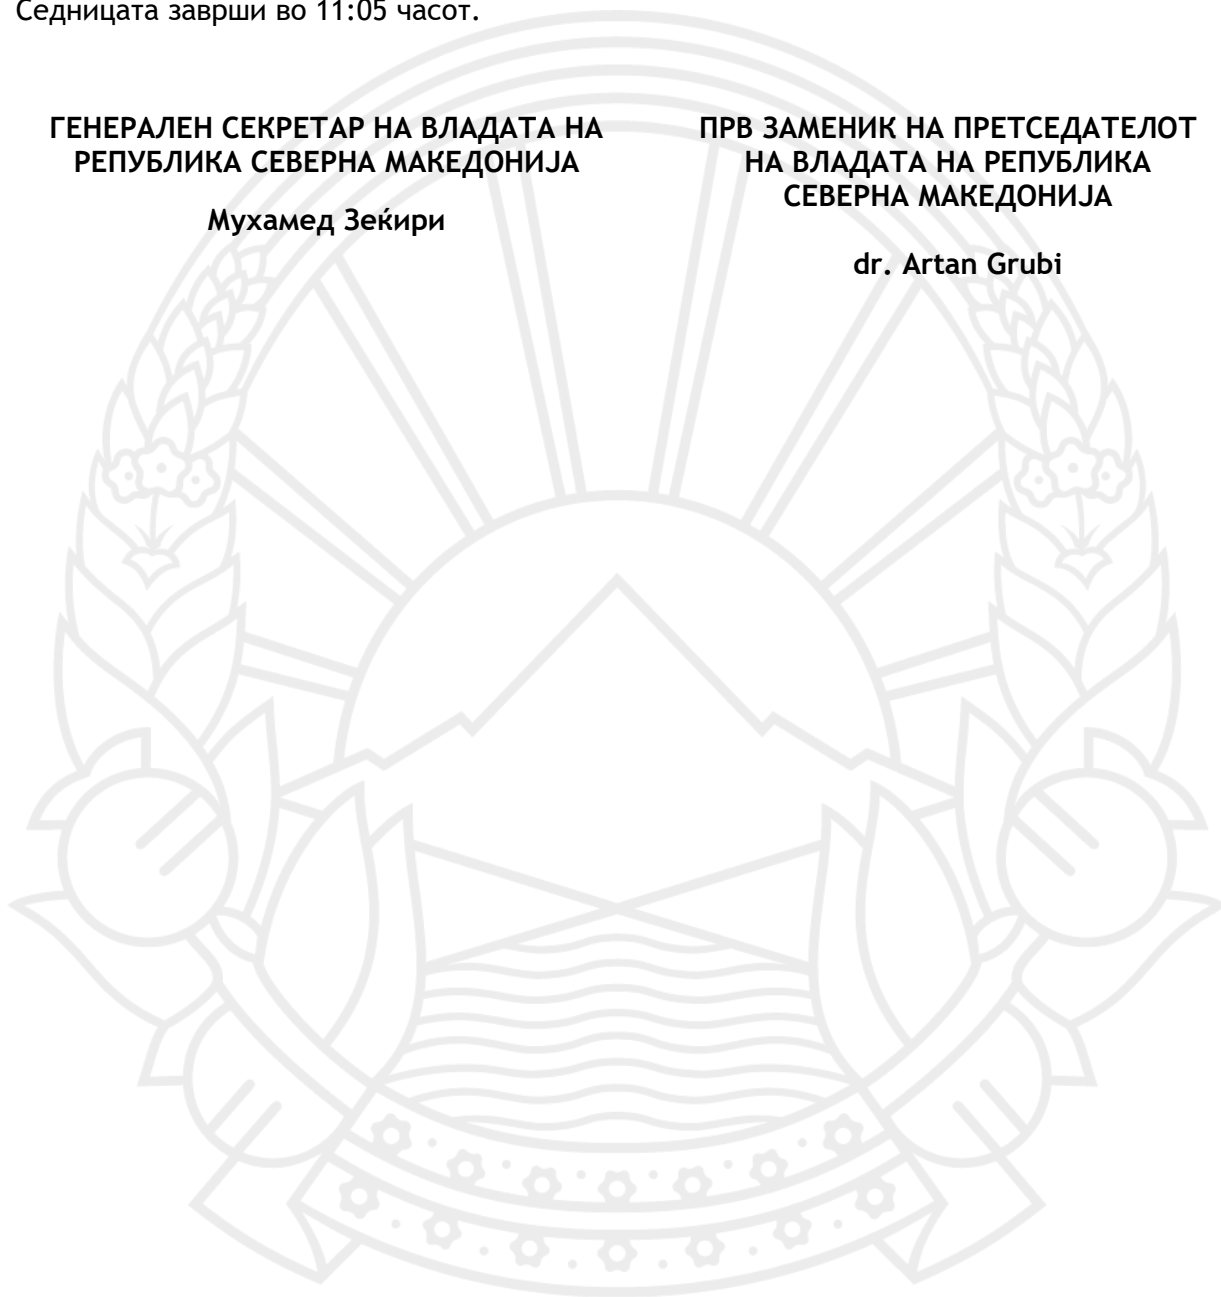 Седницата заврши во 11:05 часот.
ГЕНЕРАЛЕН СЕКРЕТАР НА ВЛАДАТА НА
РЕПУБЛИКА СЕВЕРНА МАКЕДОНИЈА
Мухамед Зеќири
ПРВ ЗАМЕНИК НА ПРЕТСЕДАТЕЛОТ
НА ВЛАДАТА НА РЕПУБЛИКА
СЕВЕРНА МАКЕДОНИЈА
dr. Artan Grubi